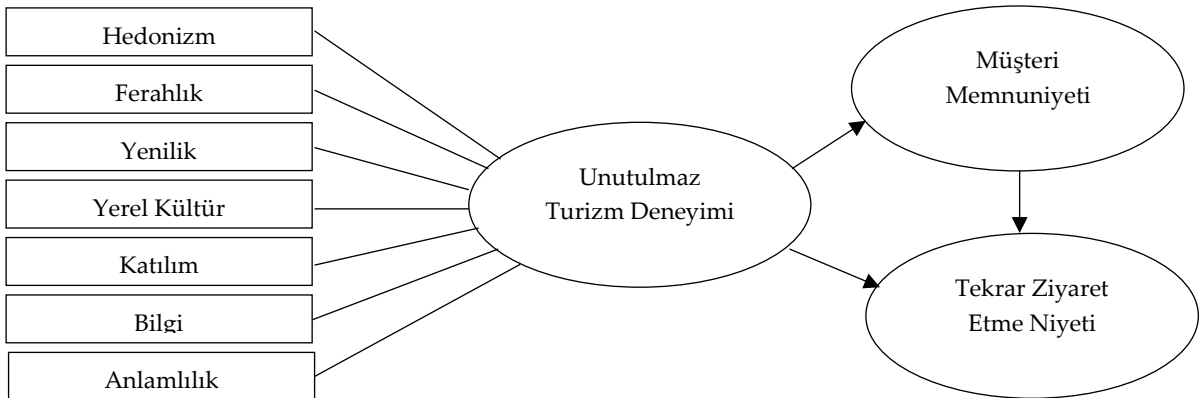 Hedonizm
Ferahlık
Yenilik
Yerel Kültür
Katılım
Bilgi
Anlamlılık
Unutulmaz
Turizm Deneyimi
Müşteri
Memnuniyeti
Tekrar Ziyaret
Etme Niyeti